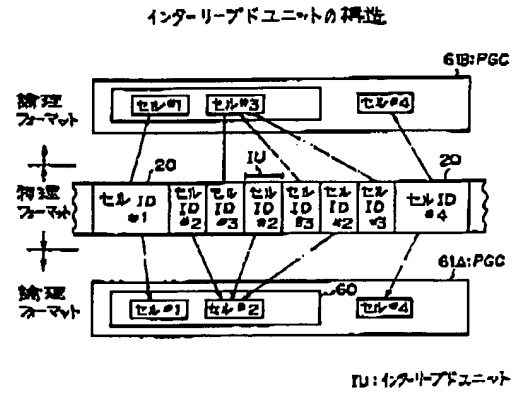 インターリーブドユニットの構造
61B:PGC
論理
フォーマット
セル#1
セル#3
セル#4
20
IU
20
物理
フォーマット
セルID
#1
セル
ID
#2
セル
ID
#3
セル
ID
#2
セル
ID
#3
セル
ID
#2
セル
ID
#3
セルID
#4
61A:PGC
論理
フォーマット
60
セル#1
セル#2
セル#4
IU:インターリーブドユニット